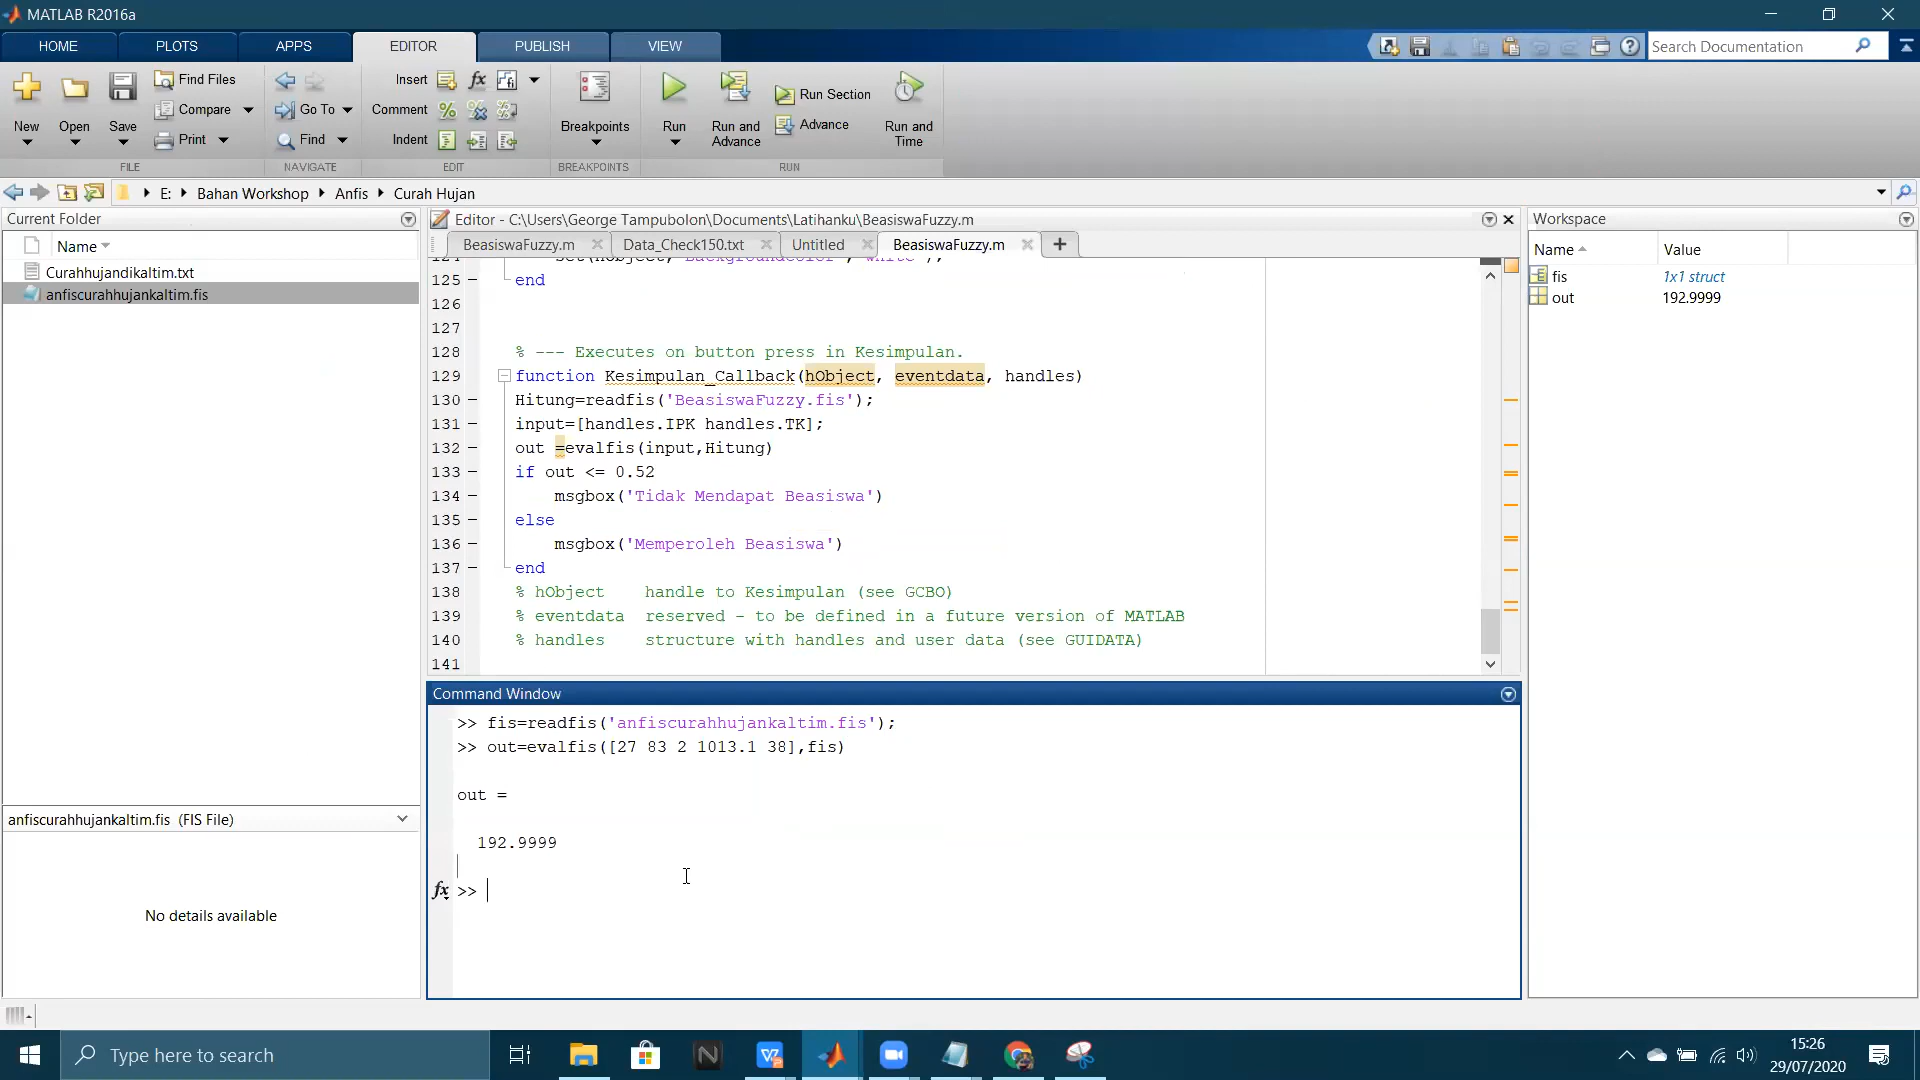 MATLAB R2016a
HOME PLOTS APPS EDITOR PUBLISH VIEW
Search Documentation
New Open Save
Find Files
Compare
Print
FILE
Go To
Find
NAVIGATE
Insert
Comment
Indent
EDIT
Breakpoints
BREAKPOINTS
Run
Run and Advance
Run Section
Advance
Run and Time
RUN
E: Bahan Workshop Anfis Curah Hujan
Current Folder
Name
Curahhujandikaltim.txt
anfiscurahhujankaltim.fis
anfiscurahhujankaltim.fis (FIS File)
No details available
Editor - C:\Users\George Tampubolon\Documents\Latihanku\BeasiswaFuzzy.m
BeasiswaFuzzy.m Data_Check150.txt Untitled BeasiswaFuzzy.m
125 end
126
127
128 % --- Executes on button press in Kesimpulan.
129 function Kesimpulan_Callback(hObject, eventdata, handles)
130 Hitung=readfis('BeasiswaFuzzy.fis');
131 input=[handles.IPK handles.TK];
132 out =evalfis(input,Hitung)
133 if out <= 0.52
134 msgbox('Tidak Mendapat Beasiswa')
135 else
136 msgbox('Memperoleh Beasiswa')
137 end
138 % hObject handle to Kesimpulan (see GCBO)
139 % eventdata reserved - to be defined in a future version of MATLAB
140 % handles structure with handles and user data (see GUIDATA)
141
Command Window
>> fis=readfis('anfiscurahhujankaltim.fis');
>> out=evalfis([27 83 2 1013.1 38],fis)
out =
192.9999
fx >>
Workspace
Name Value
fis 1x1 struct
out 192.9999
Type here to search
15:26
29/07/2020